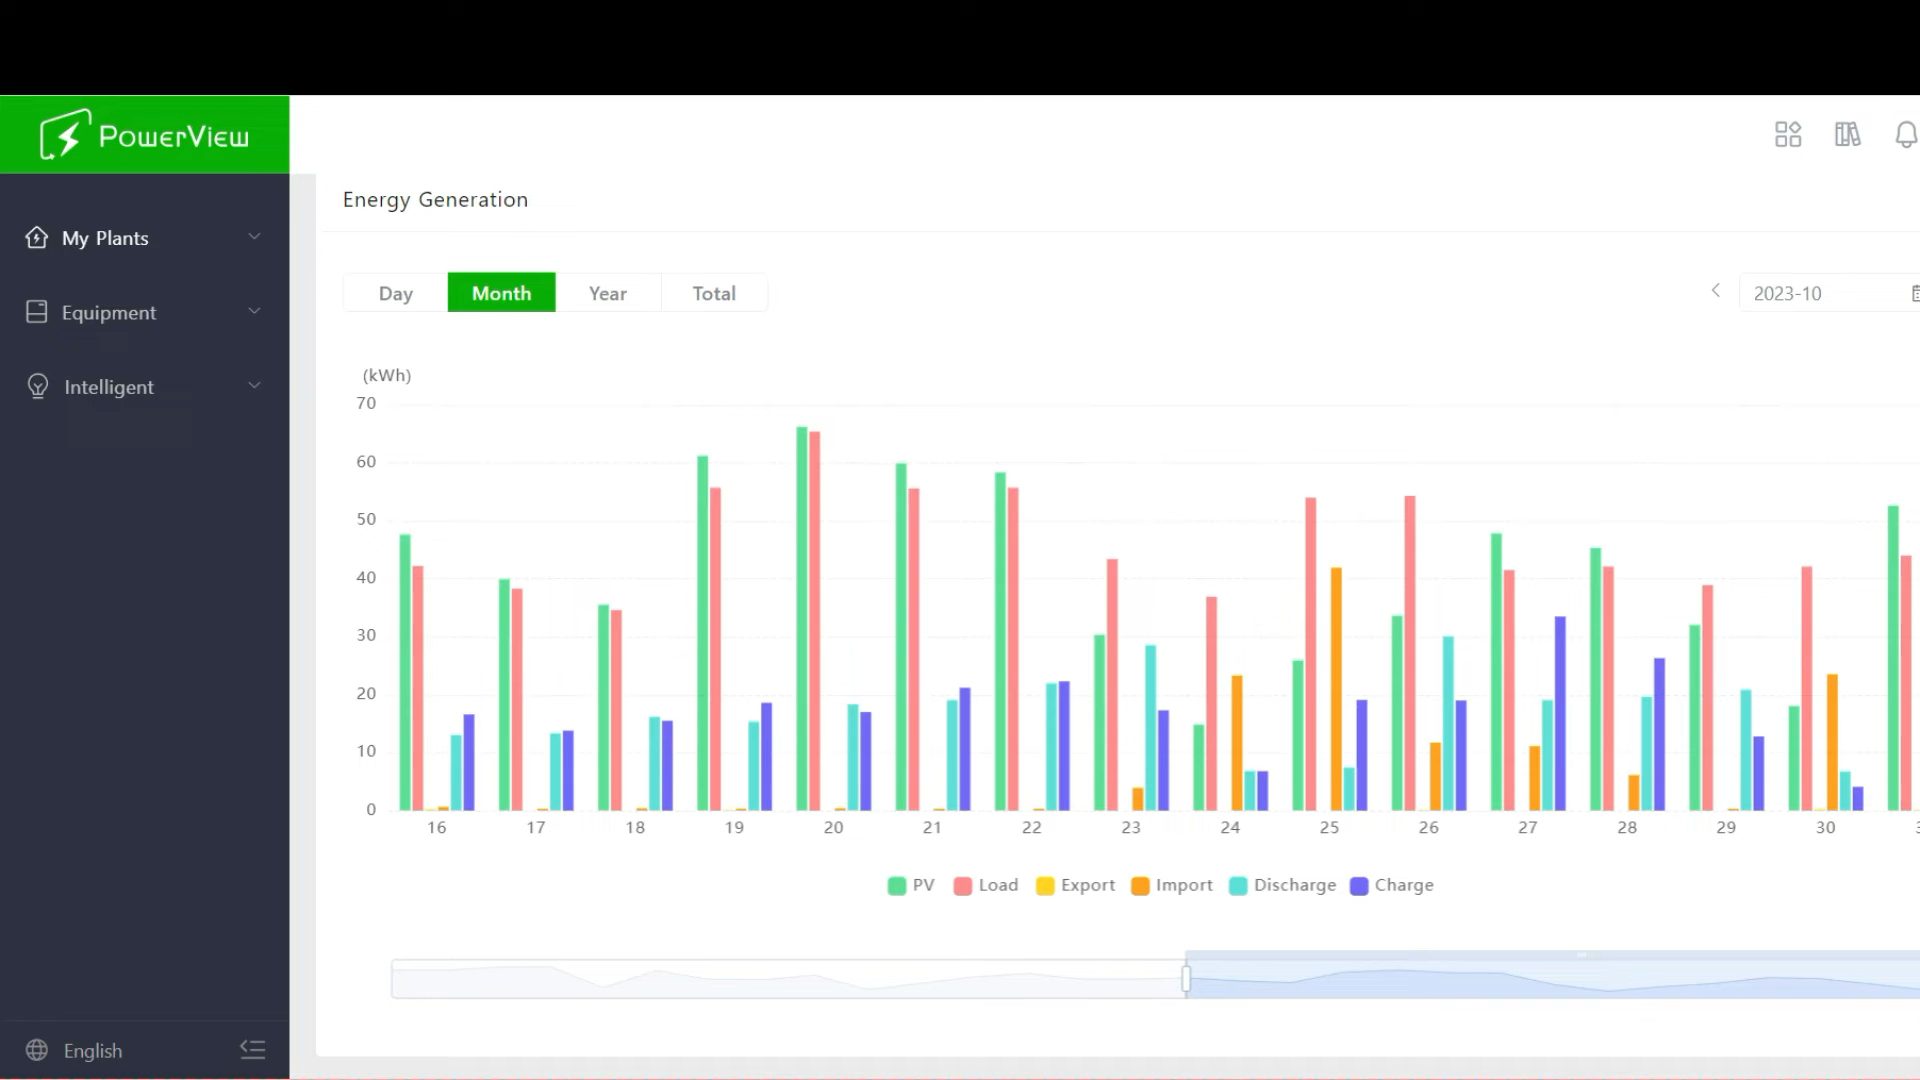 PowerView
My Plants
Equipment
Intelligent
English
Energy Generation
Day Month Year Total
2023-10
(kWh)
70
60
50
40
30
20
10
0
16 17 18 19 20 21 22 23 24 25 26 27 28 29 30
PV Load Export Import Discharge Charge